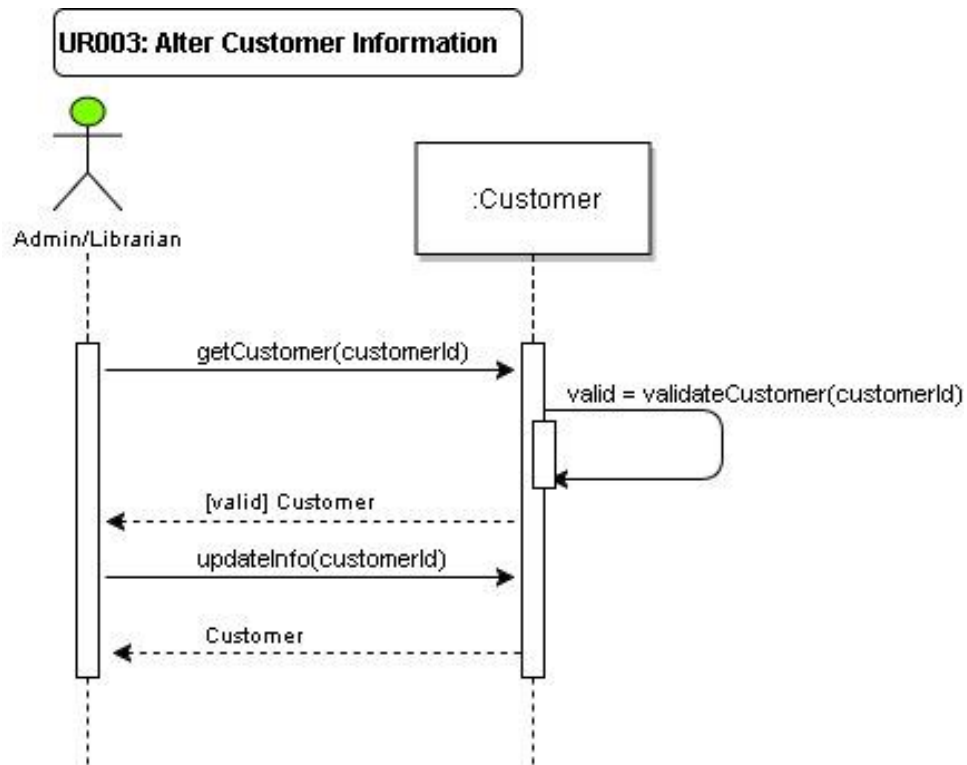 UR003: Alter Customer Information
Admin/Librarian
:Customer
getCustomer(customerId)
valid = validateCustomer(customerId)
[valid] Customer
updateInfo(customerId)
Customer